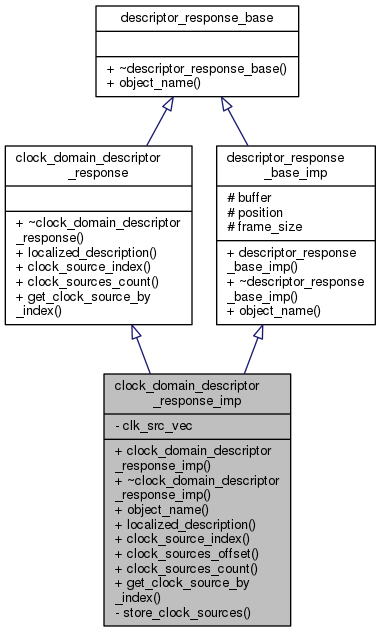 descriptor_response_base
+ ~descriptor_response_base()
+ object_name()
clock_domain_descriptor
_response
+ ~clock_domain_descriptor
_response()
+ localized_description()
+ clock_source_index()
+ clock_sources_count()
+ get_clock_source_by
_index()
descriptor_response
_base_imp
# buffer
# position
# frame_size
+ descriptor_response
_base_imp()
+ ~descriptor_response
_base_imp()
+ object_name()
clock_domain_descriptor
_response_imp
- clk_src_vec
+ clock_domain_descriptor
_response_imp()
+ ~clock_domain_descriptor
_response_imp()
+ object_name()
+ localized_description()
+ clock_source_index()
+ clock_sources_offset()
+ clock_sources_count()
+ get_clock_source_by
_index()
- store_clock_sources()